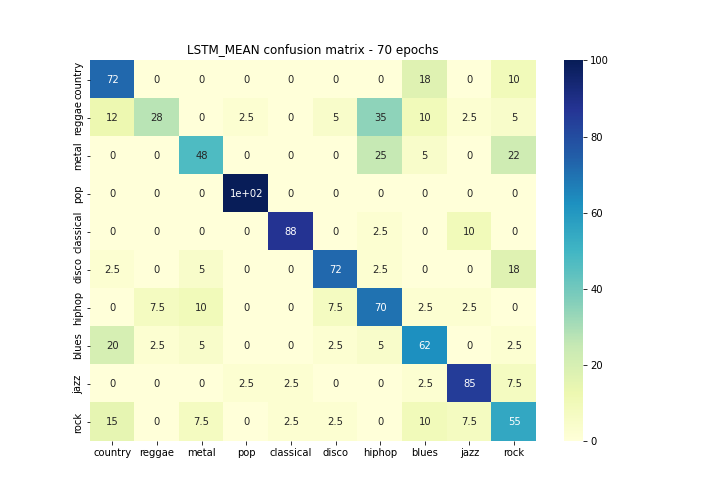 LSTM_MEAN confusion matrix - 70 epochs
country 72 0 0 0 0 0 0 18 0 10
reggae 12 28 0 2.5 0 5 35 10 2.5 5
metal 0 0 48 0 0 0 25 5 0 22
pop 0 0 0 1e+02 0 0 0 0 0 0
classical 0 0 0 0 88 0 2.5 0 10 0
disco 2.5 0 5 0 0 72 2.5 0 0 18
hiphop 0 7.5 10 0 0 7.5 70 2.5 2.5 0
blues 20 2.5 5 0 0 2.5 5 62 0 2.5
jazz 0 0 0 2.5 2.5 0 0 2.5 85 7.5
rock 15 0 7.5 0 2.5 2.5 0 10 7.5 55
country reggae metal pop classical disco hiphop blues jazz rock
100
80
60
40
20
0